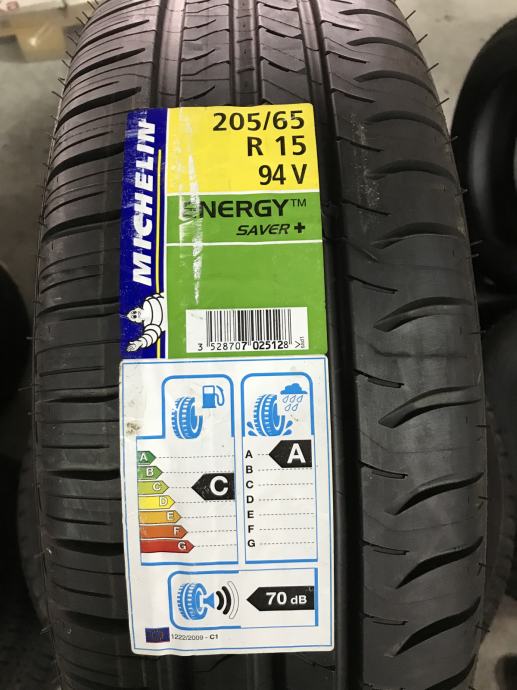 MICHELIN
205/65
R 15
94 V
ENERGY™
SAVER+
3 528707 025128 >
A
B
C
D
E
F
G
C
A
B
C
D
E
F
G
A
70 dB
1222/2009 - C1